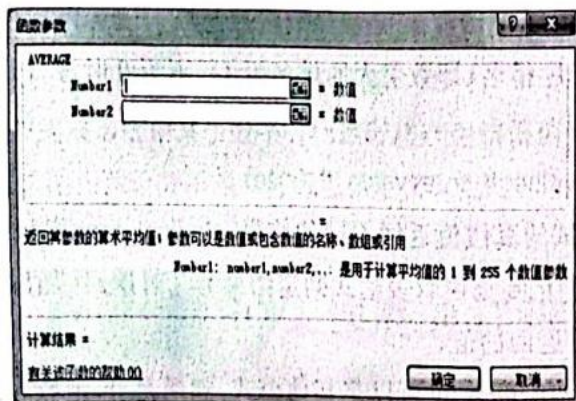 函数参数
AVERAGE
Number1 = 数值
Number2 = 数值
=
返回其参数的算术平均值；参数可以是数值或包含数值的名称、数组或引用
Number1: number1,number2,... 是用于计算平均值的 1 到 255 个数值参数
计算结果 =
有关该函数的帮助(H)
确定 取消